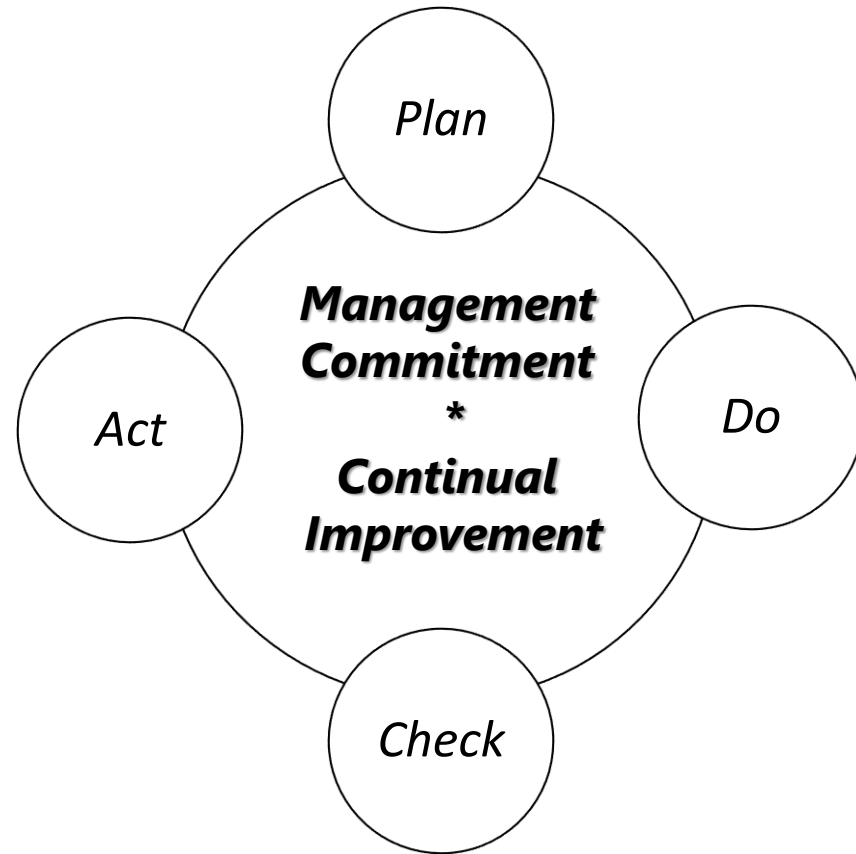 Plan
Management
Commitment
*
Continual
Improvement
Act
Do
Check